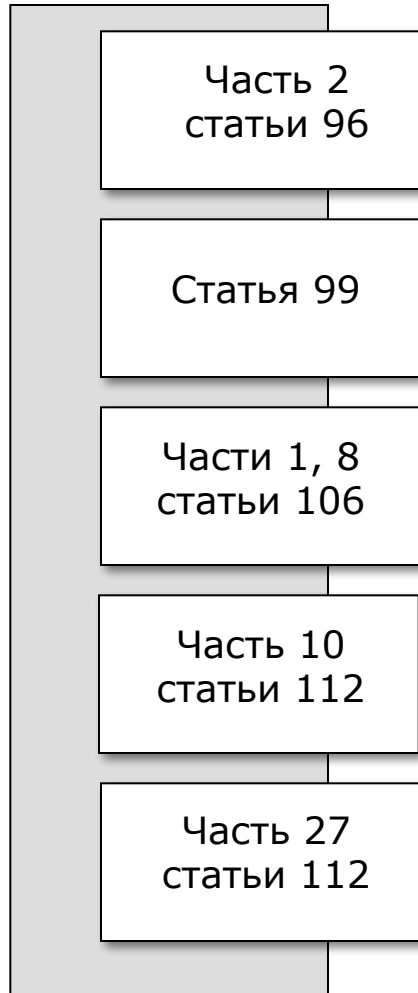 Часть 2
статьи 96
Статья 99
Части 1, 8
статьи 106
Часть 10
статьи 112
Часть 27
статьи 112